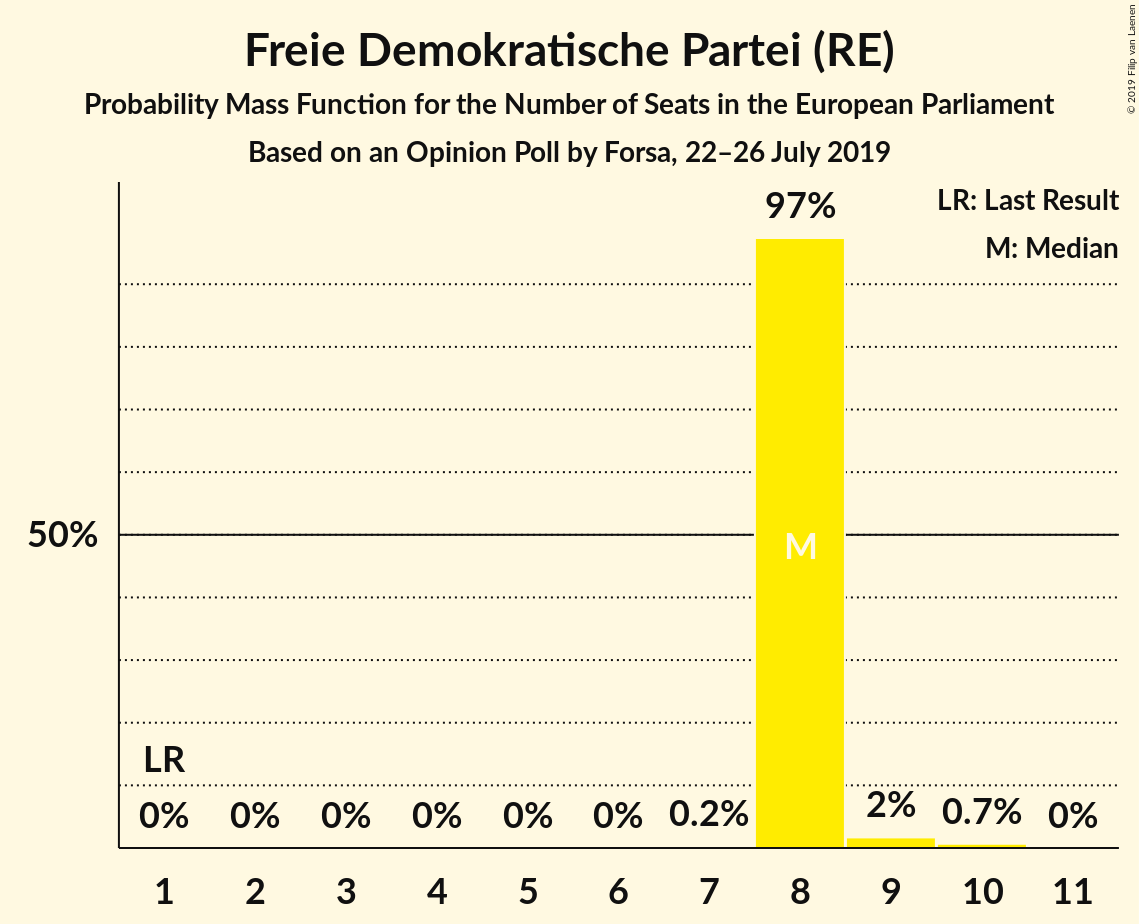 Freie Demokratische Partei (RE)
Probability Mass Function for the Number of Seats in the European Parliament
Based on an Opinion Poll by Forsa, 22–26 July 2019
© 2019 Filip van Laenen
LR: Last Result
M: Median
97%
50%
M
LR
0% 0% 0% 0% 0% 0% 0.2% 2% 0.7% 0%
1 2 3 4 5 6 7 8 9 10 11